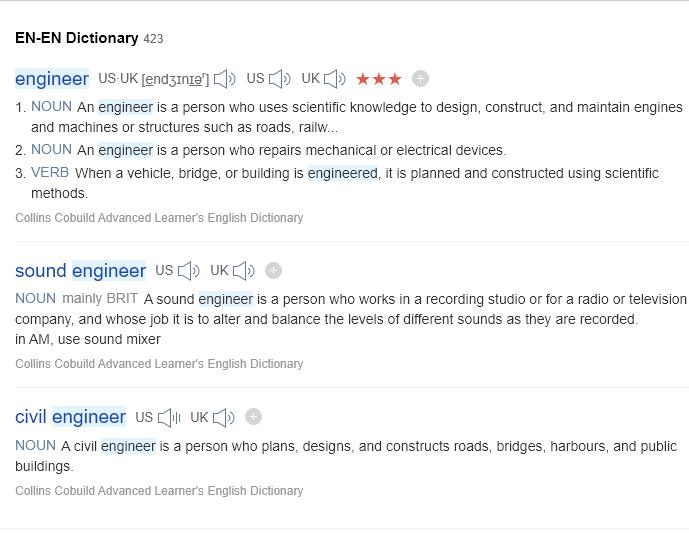 EN-EN Dictionary 423
engineer US·UK [endʒɪnɪəʳ] US UK ★★★
1. NOUN An engineer is a person who uses scientific knowledge to design, construct, and maintain engines
and machines or structures such as roads, railw...
2. NOUN An engineer is a person who repairs mechanical or electrical devices.
3. VERB When a vehicle, bridge, or building is engineered, it is planned and constructed using scientific
methods.
Collins Cobuild Advanced Learner's English Dictionary
sound engineer US UK
NOUN mainly BRIT A sound engineer is a person who works in a recording studio or for a radio or television
company, and whose job it is to alter and balance the levels of different sounds as they are recorded.
in AM, use sound mixer
Collins Cobuild Advanced Learner's English Dictionary
civil engineer US UK
NOUN A civil engineer is a person who plans, designs, and constructs roads, bridges, harbours, and public
buildings.
Collins Cobuild Advanced Learner's English Dictionary